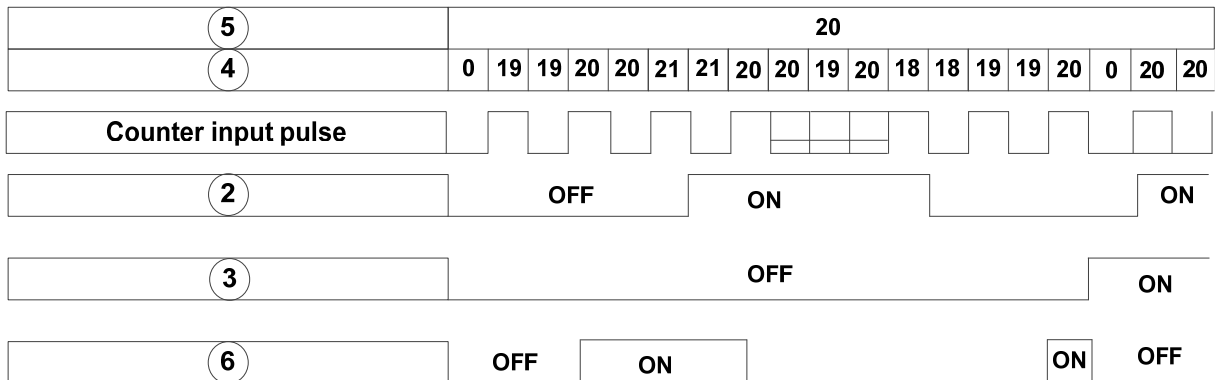 5 20
4 0 19 19 20 20 21 21 20 20 19 20 18 18 19 19 20 0 20 20
Counter input pulse
2 OFF ON ON
3 OFF ON
6 OFF ON ON OFF